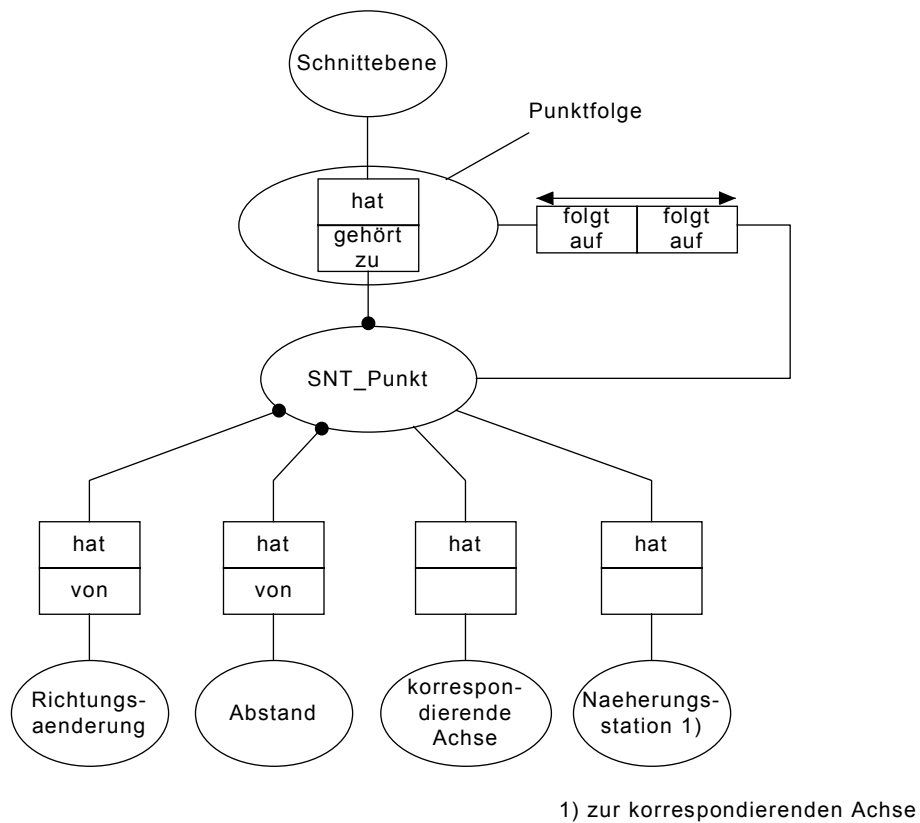 Schnittebene
Punktfolge
hat
gehört
zu
folgt
auf
folgt
auf
SNT_Punkt
hat
von
hat
von
hat
hat
Richtungs-
aenderung
Abstand
korrespon-
dierende
Achse
Naeherungs-
station 1)
1) zur korrespondierenden Achse